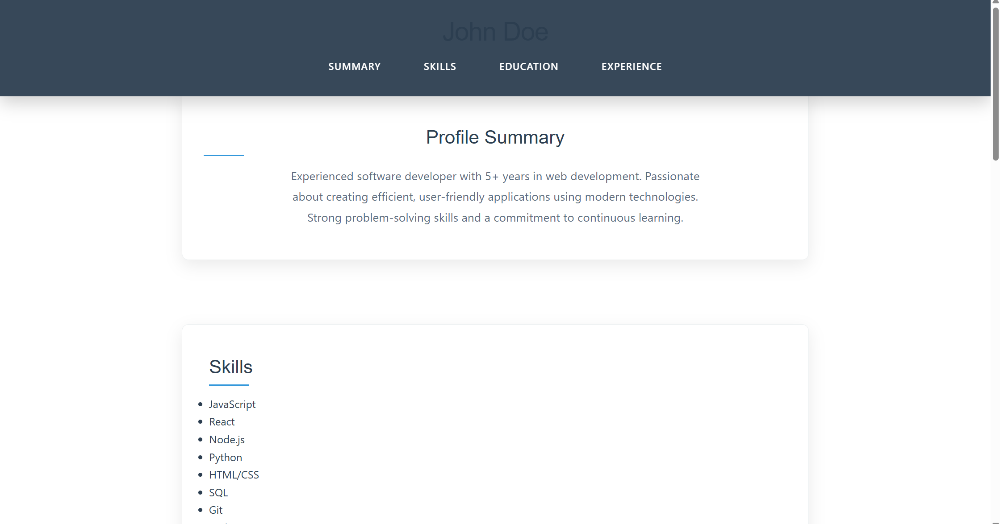 John Doe
SUMMARY SKILLS EDUCATION EXPERIENCE
Profile Summary
Experienced software developer with 5+ years in web development. Passionate
about creating efficient, user-friendly applications using modern technologies.
Strong problem-solving skills and a commitment to continuous learning.
Skills
JavaScript
React
Node.js
Python
HTML/CSS
SQL
Git